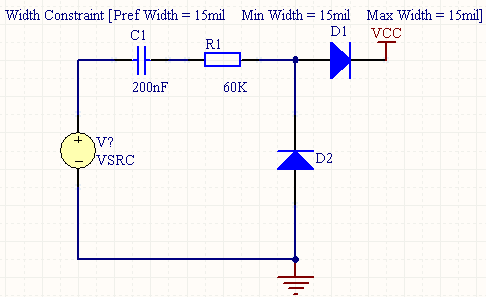 Width Constraint [Pref Width = 15mil Min Width = 15mil Max Width = 15mil]
C1
R1
D1
VCC
200nF
60K
V?
VSRC
D2